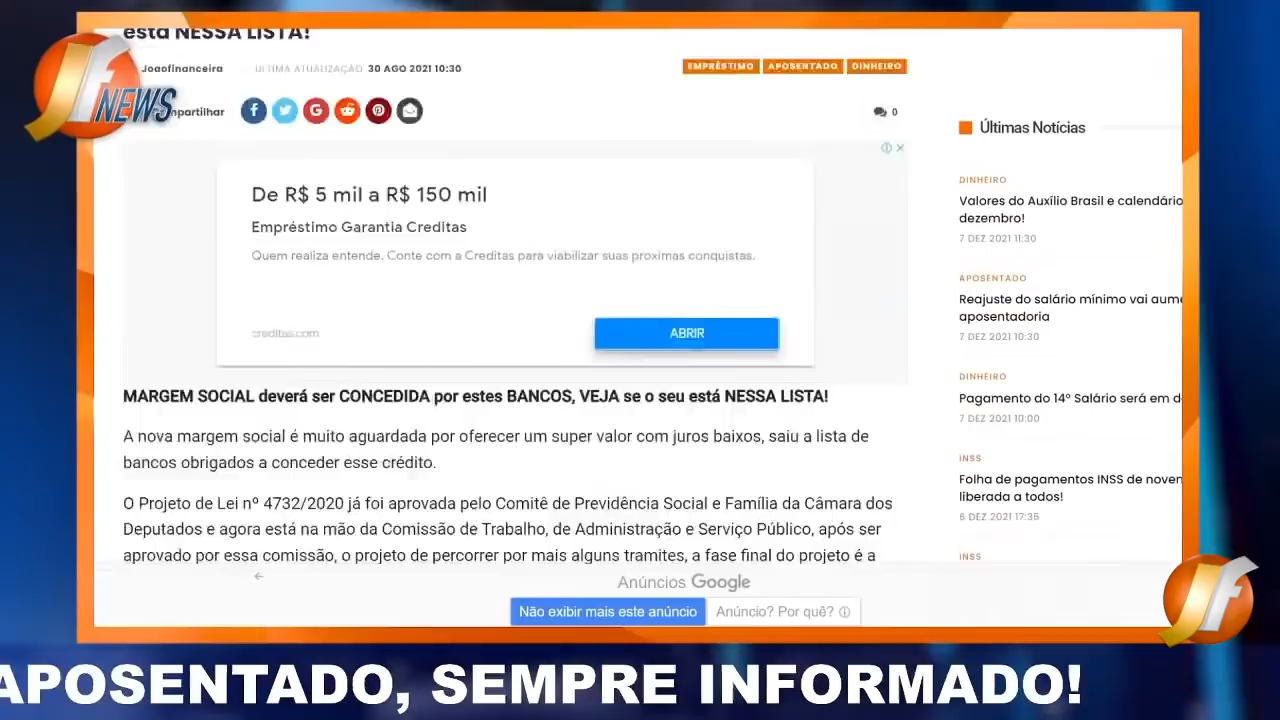 está NESSA LISTA!
Joaofinanceira
ÚLTIMA ATUALIZAÇÃO 30 AGO 2021 10:30
EMPRÉSTIMO APOSENTADO DINHEIRO
Jf NEWS
mpartilhar
0
De R$ 5 mil a R$ 150 mil
Empréstimo Garantia Creditas
Quem realiza entende. Conte com a Creditas para viabilizar suas proximas conquistas.
creditas.com
ABRIR
MARGEM SOCIAL deverá ser CONCEDIDA por estes BANCOS, VEJA se o seu está NESSA LISTA!
A nova margem social é muito aguardada por oferecer um super valor com juros baixos, saiu a lista de
bancos obrigados a conceder esse crédito.
O Projeto de Lei nº 4732/2020 já foi aprovada pelo Comitê de Previdência Social e Família da Câmara dos
Deputados e agora está na mão da Comissão de Trabalho, de Administração e Serviço Público, após ser
aprovado por essa comissão, o projeto de percorrer por mais alguns tramites, a fase final do projeto é a
Anúncios Google
Não exibir mais este anúncio
Anúncio? Por quê?
Últimas Notícias
DINHEIRO
Valores do Auxílio Brasil e calendário
dezembro!
7 DEZ 2021 11:30
APOSENTADO
Reajuste do salário mínimo vai aume
aposentadoria
7 DEZ 2021 10:30
DINHEIRO
Pagamento do 14º Salário será em d
7 DEZ 2021 10:00
INSS
Folha de pagamentos INSS de noven
liberada a todos!
6 DEZ 2021 17:35
INSS
Jf
APOSENTADO, SEMPRE INFORMADO!